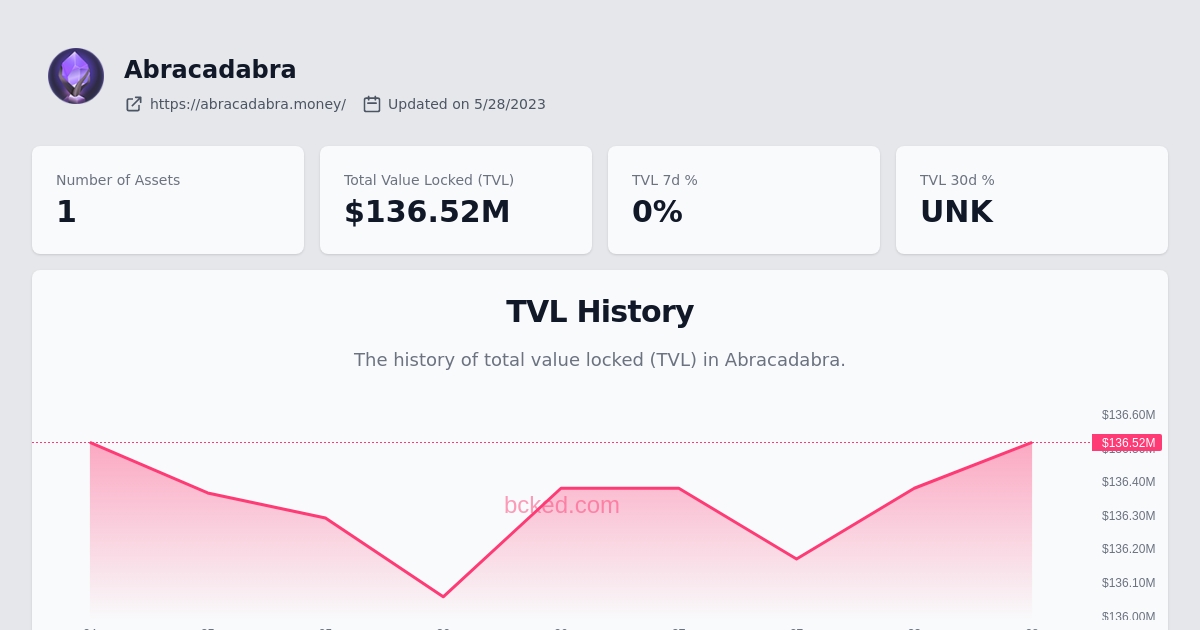 Abracadabra
https://abracadabra.money/ Updated on 5/28/2023
Number of Assets
1
Total Value Locked (TVL)
$136.52M
TVL 7d %
0%
TVL 30d %
UNK
TVL History
The history of total value locked (TVL) in Abracadabra.
$136.60M
$136.52M
bcked.com
$136.40M
$136.30M
$136.20M
$136.10M
$136.00M